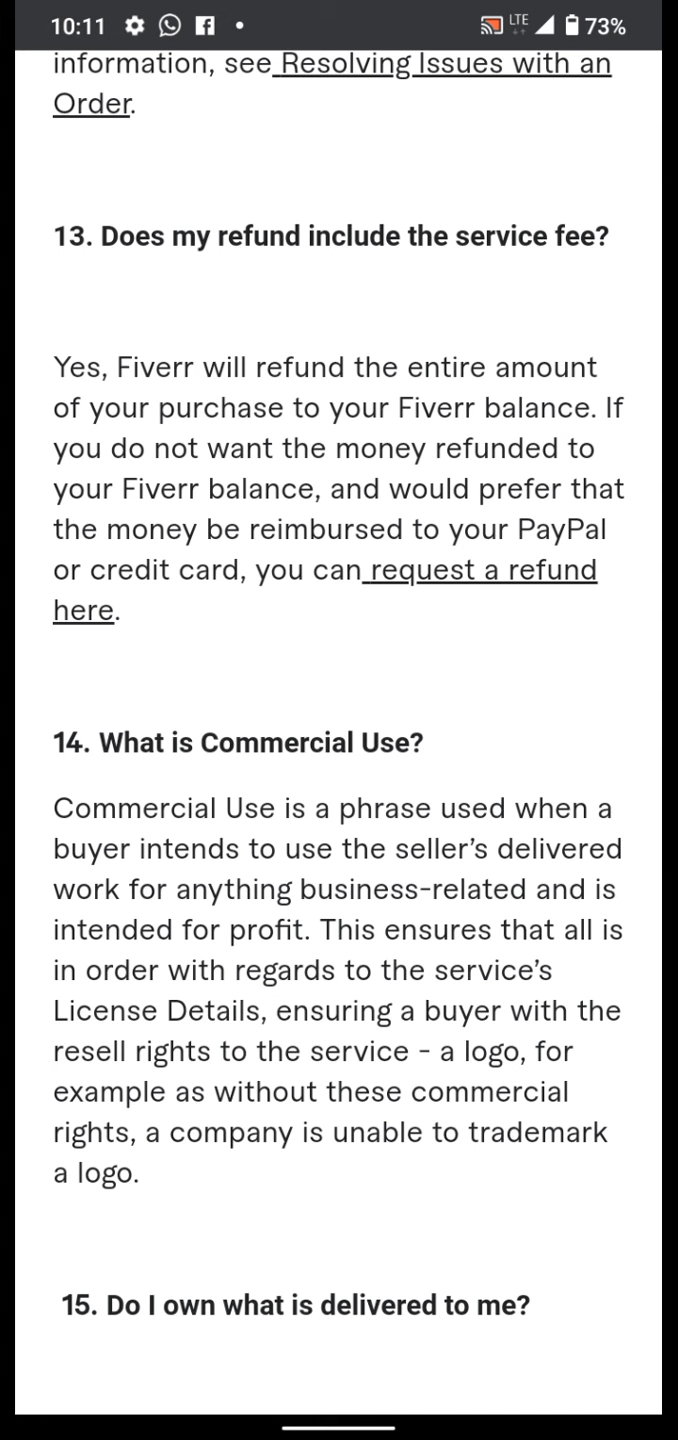 10:11 LTE 73%
information, see Resolving Issues with an
Order.
13. Does my refund include the service fee?
Yes, Fiverr will refund the entire amount
of your purchase to your Fiverr balance. If
you do not want the money refunded to
your Fiverr balance, and would prefer that
the money be reimbursed to your PayPal
or credit card, you can request a refund
here.
14. What is Commercial Use?
Commercial Use is a phrase used when a
buyer intends to use the seller’s delivered
work for anything business-related and is
intended for profit. This ensures that all is
in order with regards to the service’s
License Details, ensuring a buyer with the
resell rights to the service - a logo, for
example as without these commercial
rights, a company is unable to trademark
a logo.
15. Do I own what is delivered to me?